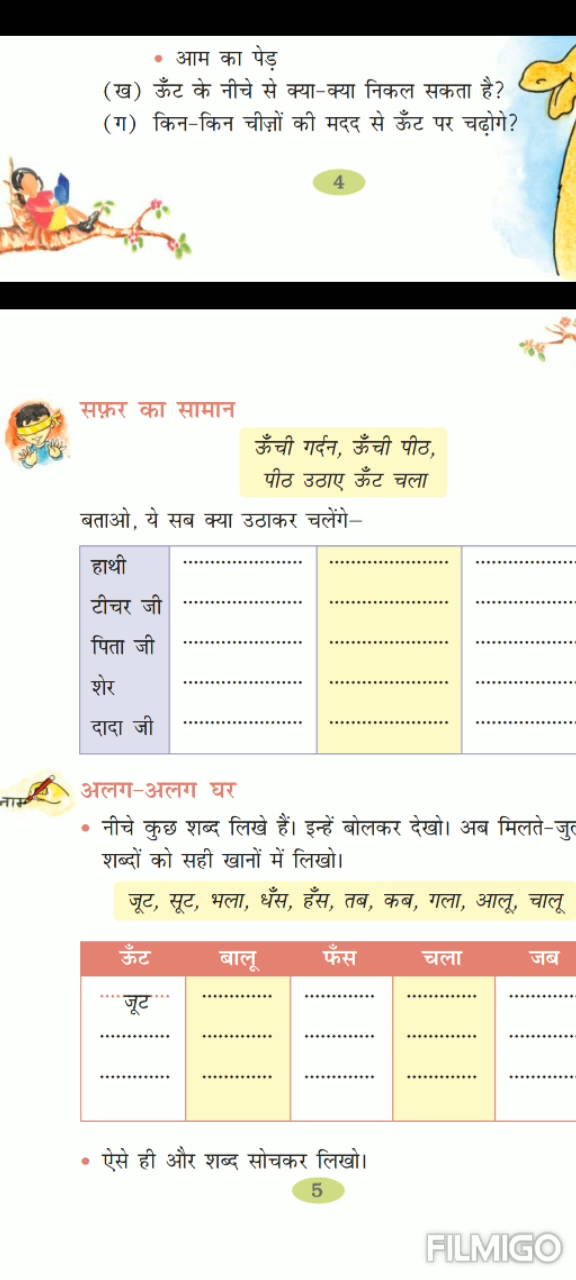 • आम का पेड़
(ख) ऊँट के नीचे से क्या-क्या निकल सकता है?
(ग) किन-किन चीज़ों की मदद से ऊँट पर चढ़ोगे?
4
सफ़र का सामान
ऊँची गर्दन, ऊँची पीठ,
पीठ उठाए ऊँट चला
बताओ, ये सब क्या उठाकर चलेंगे–
हाथी
टीचर जी
पिता जी
शेर
दादा जी
नाम
अलग-अलग घर
• नीचे कुछ शब्द लिखे हैं। इन्हें बोलकर देखो। अब मिलते-जुल
शब्दों को सही खानों में लिखो।
जूट, सूट, भला, धँस, हँस, तब, कब, गला, आलू, चालू
ऊँट बालू फँस चला जब
जूट
• ऐसे ही और शब्द सोचकर लिखो।
5
FILMIGO